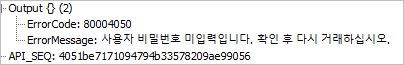 Output {} (2)
ErrorCode: 80004050
ErrorMessage: 사용자 비밀번호 미입력입니다. 확인 후 다시 거래하십시오.
API_SEQ: 4051be7171094794b33578209ae99056